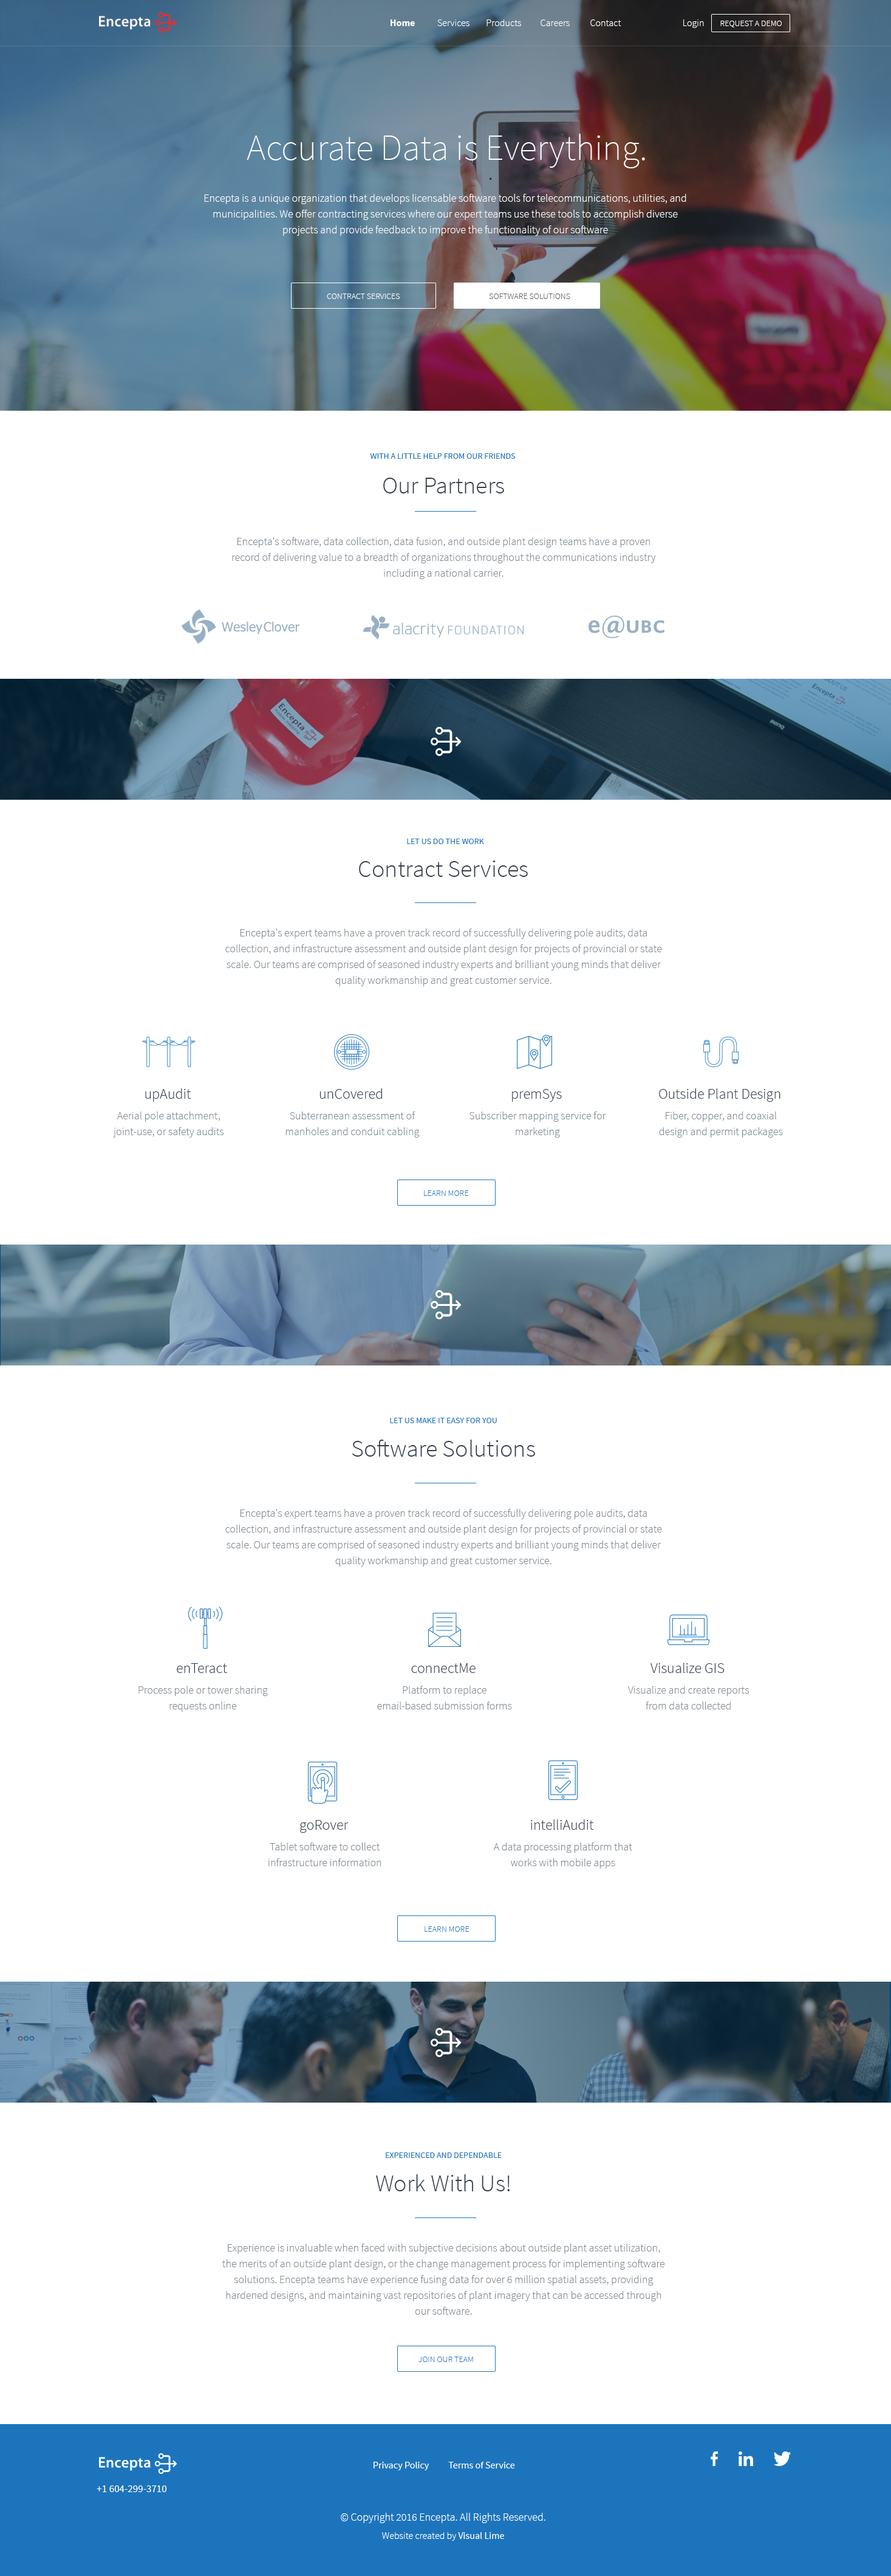 Encepta
Home Services Products Careers Contact Login REQUEST A DEMO
Accurate Data is Everything.
Encepta is a unique organization that develops licensable software tools for telecommunications, utilities, and
municipalities. We offer contracting services where our expert teams use these tools to accomplish diverse
projects and provide feedback to improve the functionality of our software
CONTRACT SERVICES SOFTWARE SOLUTIONS
WITH A LITTLE HELP FROM OUR FRIENDS
Our Partners
Encepta's software, data collection, data fusion, and outside plant design teams have a proven
record of delivering value to a breadth of organizations throughout the communications industry
including a national carrier.
WesleyClover alacrity FOUNDATION e@UBC
Encepta
Encepta
LET US DO THE WORK
Contract Services
Encepta's expert teams have a proven track record of successfully delivering pole audits, data
collection, and infrastructure assessment and outside plant design for projects of provincial or state
scale. Our teams are comprised of seasoned industry experts and brilliant young minds that deliver
quality workmanship and great customer service.
upAudit
Aerial pole attachment,
joint-use, or safety audits
unCovered
Subterranean assessment of
manholes and conduit cabling
premSys
Subscriber mapping service for
marketing
Outside Plant Design
Fiber, copper, and coaxial
design and permit packages
LEARN MORE
LET US MAKE IT EASY FOR YOU
Software Solutions
Encepta's expert teams have a proven track record of successfully delivering pole audits, data
collection, and infrastructure assessment and outside plant design for projects of provincial or state
scale. Our teams are comprised of seasoned industry experts and brilliant young minds that deliver
quality workmanship and great customer service.
enTeract
Process pole or tower sharing
requests online
connectMe
Platform to replace
email-based submission forms
Visualize GIS
Visualize and create reports
from data collected
goRover
Tablet software to collect
infrastructure information
intelliAudit
A data processing platform that
works with mobile apps
LEARN MORE
EXPERIENCED AND DEPENDABLE
Work With Us!
Experience is invaluable when faced with subjective decisions about outside plant asset utilization,
the merits of an outside plant design, or the change management process for implementing software
solutions. Encepta teams have experience fusing data for over 6 million spatial assets, providing
hardened designs, and maintaining vast repositories of plant imagery that can be accessed through
our software.
JOIN OUR TEAM
Encepta
+1 604-299-3710
Privacy Policy Terms of Service
© Copyright 2016 Encepta. All Rights Reserved.
Website created by Visual Lime